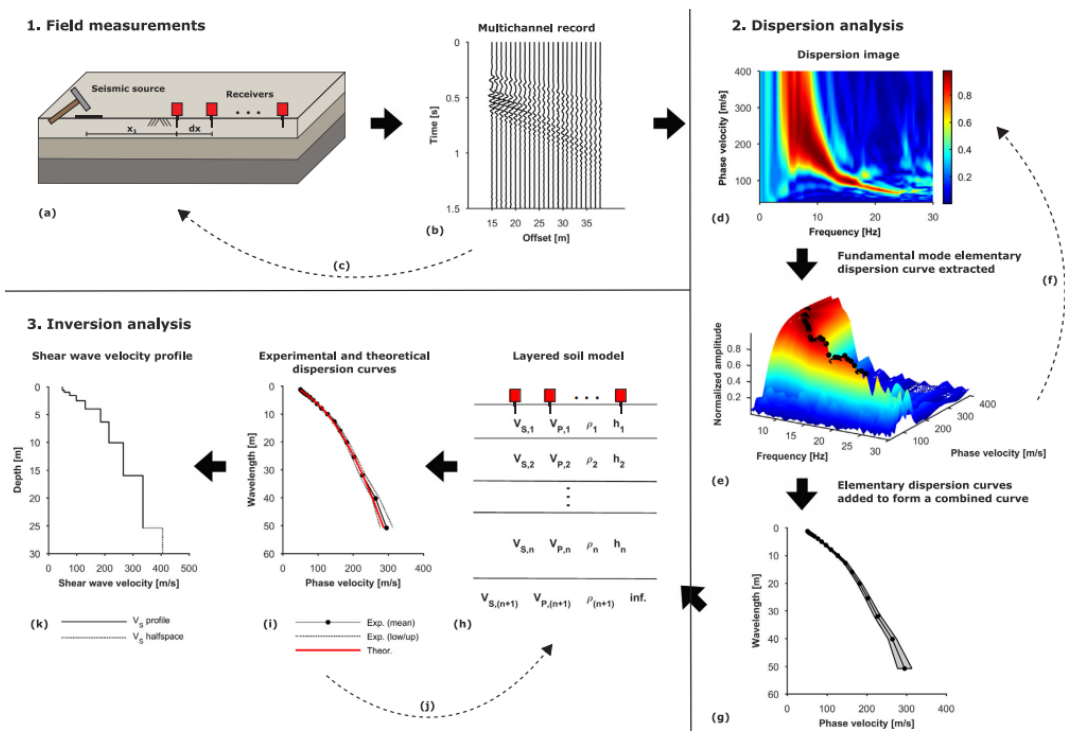 1. Field measurements
Seismic source
Receivers
x1
dx
(a)
Multichannel record
0
0.5
1
1.5
Time [s]
15 20 25 30 35
Offset [m]
(b)
(c)
2. Dispersion analysis
Dispersion image
400
300
200
100
Phase velocity [m/s]
0 10 20 30
Frequency [Hz]
0.8
0.6
0.4
0.2
(d)
Fundamental mode elementary
dispersion curve extracted
(f)
Normalized amplitude
0.8
0.6
0.4
0.2
10 15 20 25 30
Frequency [Hz]
100 200 300 400
Phase velocity [m/s]
(e)
Elementary dispersion curves
added to form a combined curve
0
10
20
30
40
50
60
Wavelength [m]
0 100 200 300 400
Phase velocity [m/s]
(g)
3. Inversion analysis
Shear wave velocity profile
0
5
10
15
20
25
30
Depth [m]
0 100 200 300 400 500
Shear wave velocity [m/s]
(k)
VS profile
VS halfspace
Experimental and theoretical
dispersion curves
0
10
20
30
40
50
60
Wavelength [m]
0 100 200 300 400
Phase velocity [m/s]
(i)
Exp. (mean)
Exp. (low/up)
Theor.
Layered soil model
VS,1 VP,1 ρ1 h1
VS,2 VP,2 ρ2 h2
VS,n VP,n ρn hn
VS,(n+1) VP,(n+1) ρ(n+1) inf.
(h)
(j)